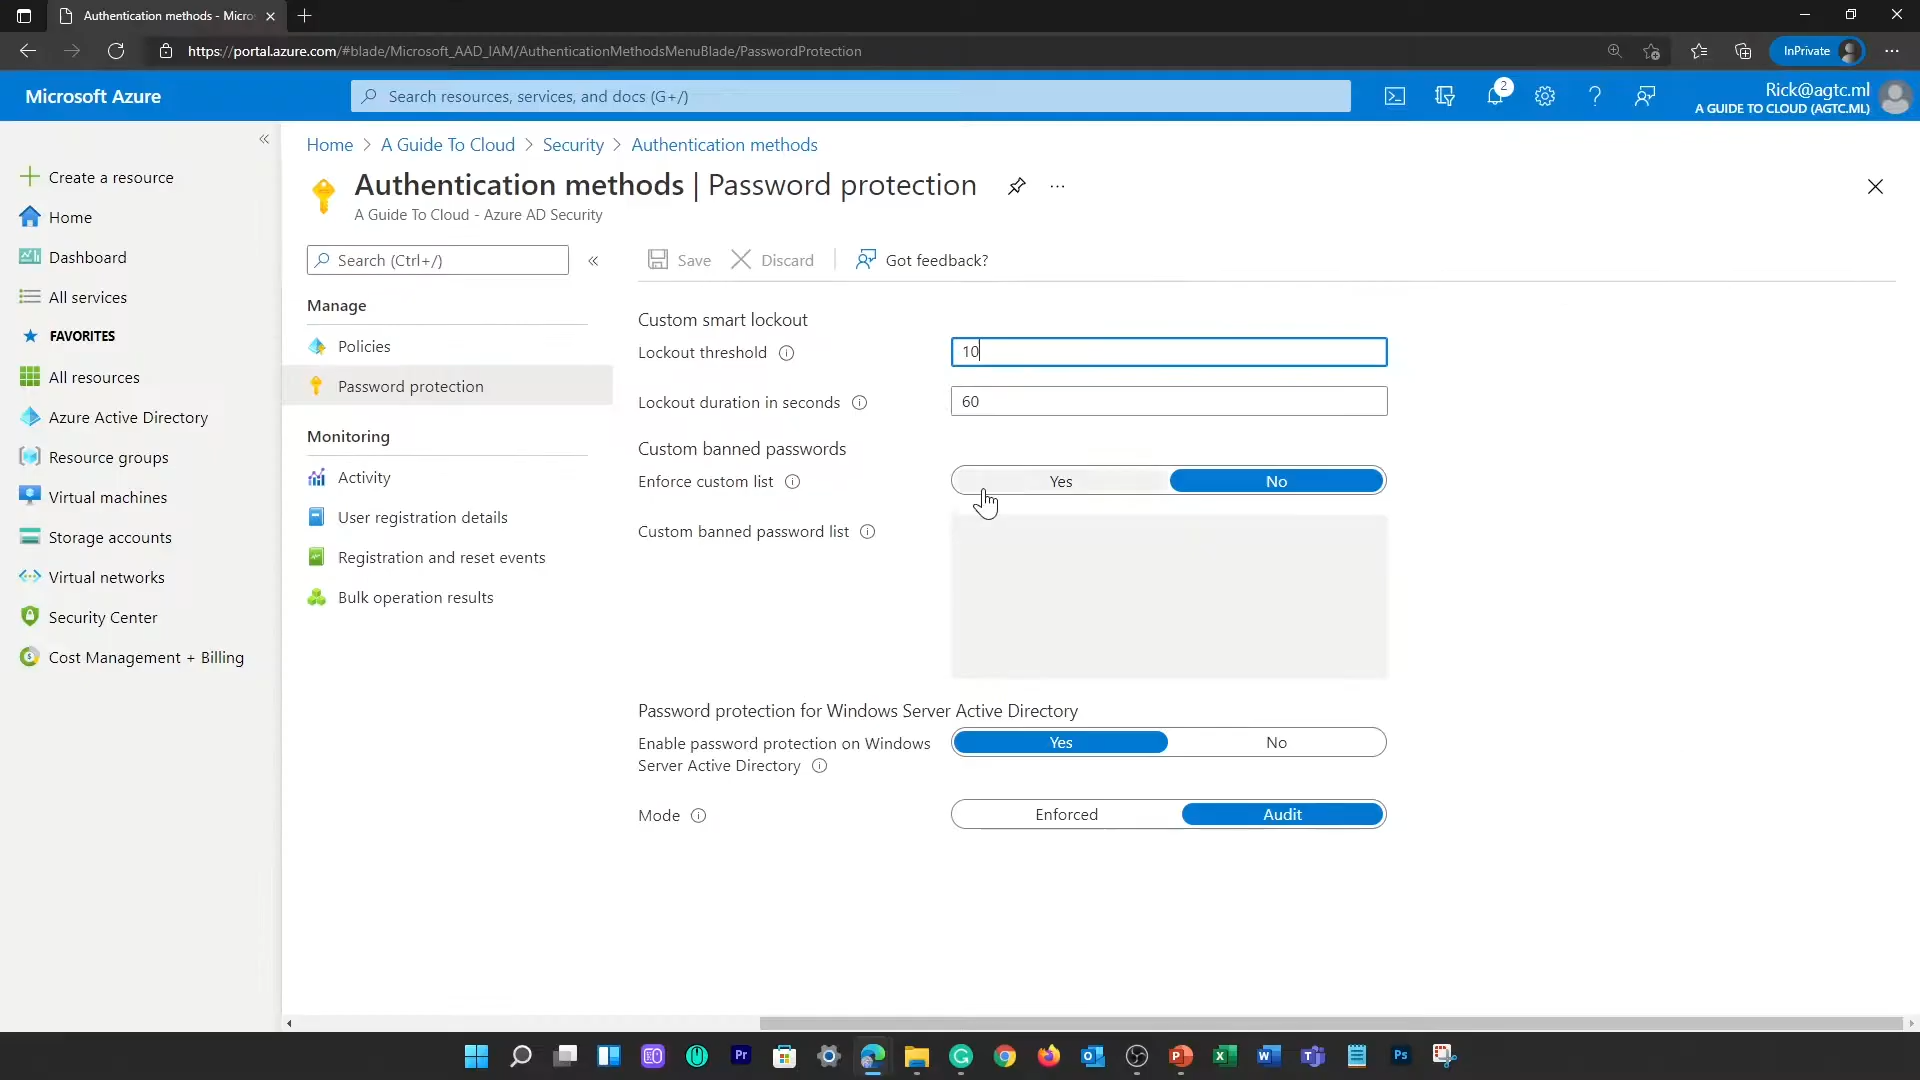 Authentication methods - Micros
https://portal.azure.com/#blade/Microsoft_AAD_IAM/AuthenticationMethodsMenuBlade/PasswordProtection
InPrivate
Microsoft Azure
Search resources, services, and docs (G+/)
2
Rick@agtc.ml
A GUIDE TO CLOUD (AGTC.ML)
Create a resource
Home
Dashboard
All services
FAVORITES
All resources
Azure Active Directory
Resource groups
Virtual machines
Storage accounts
Virtual networks
Security Center
Cost Management + Billing
Home > A Guide To Cloud > Security > Authentication methods
Authentication methods | Password protection
A Guide To Cloud - Azure AD Security
Search (Ctrl+/)
Manage
Policies
Password protection
Monitoring
Activity
User registration details
Registration and reset events
Bulk operation results
Save
Discard
Got feedback?
Custom smart lockout
Lockout threshold
10
Lockout duration in seconds
60
Custom banned passwords
Enforce custom list
Yes
No
Custom banned password list
Password protection for Windows Server Active Directory
Enable password protection on Windows
Server Active Directory
Yes
No
Mode
Enforced
Audit
Pr
Ps